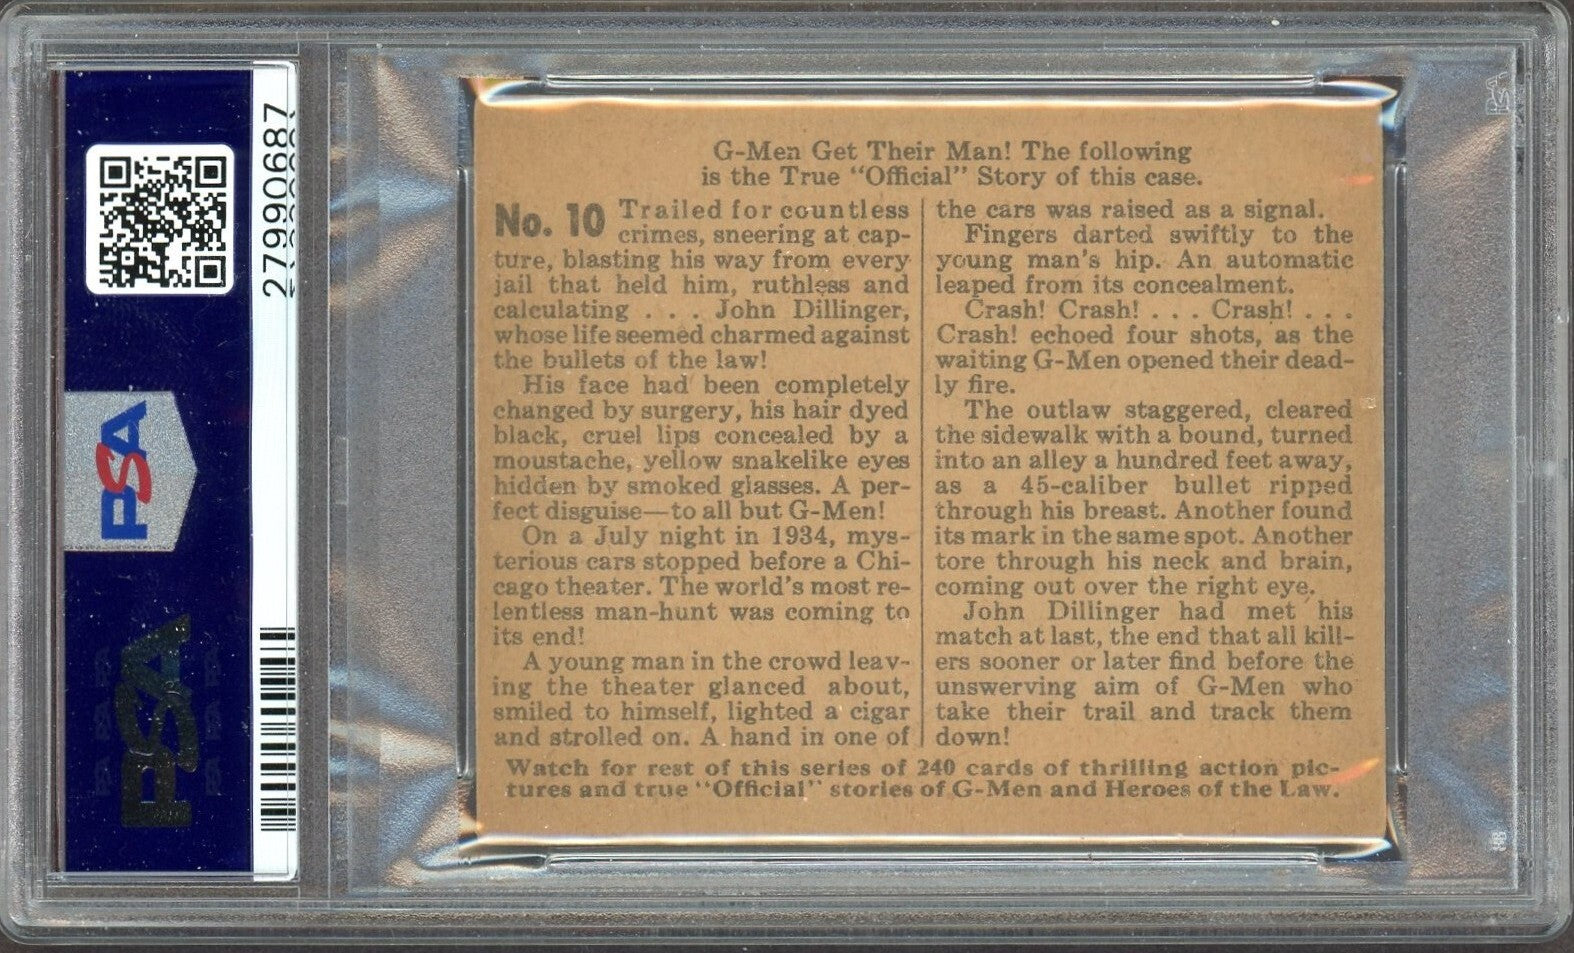 G-Men Get Their Man! The following
is the True "Official" Story of this case.
No. 10 Trailed for countless
crimes, sneering at cap-
ture, blasting his way from every
jail that held him, ruthless and
calculating . . . John Dillinger,
whose life seemed charmed against
the bullets of the law!
His face had been completely
changed by surgery, his hair dyed
black, cruel lips concealed by a
moustache, yellow snakelike eyes
hidden by smoked glasses. A per-
fect disguise—to all but G-Men!
On a July night in 1934, mys-
terious cars stopped before a Chi-
cago theater. The world's most re-
lentless man-hunt was coming to
its end!
A young man in the crowd leav-
ing the theater glanced about,
smiled to himself, lighted a cigar
and strolled on. A hand in one of
the cars was raised as a signal.
Fingers darted swiftly to the
young man's hip. An automatic
leaped from its concealment.
Crash! Crash! . . . Crash! . . .
Crash! echoed four shots, as the
waiting G-Men opened their dead-
ly fire.
The outlaw staggered, cleared
the sidewalk with a bound, turned
into an alley a hundred feet away,
as a 45-caliber bullet ripped
through his breast. Another found
its mark in the same spot. Another
tore through his neck and brain,
coming out over the right eye.
John Dillinger had met his
match at last, the end that all kill-
ers sooner or later find before the
unswerving aim of G-Men who
take their trail and track them
down!
Watch for rest of this series of 240 cards of thrilling action pic-
tures and true "Official" stories of G-Men and Heroes of the Law.
27990687
PSA
PSA